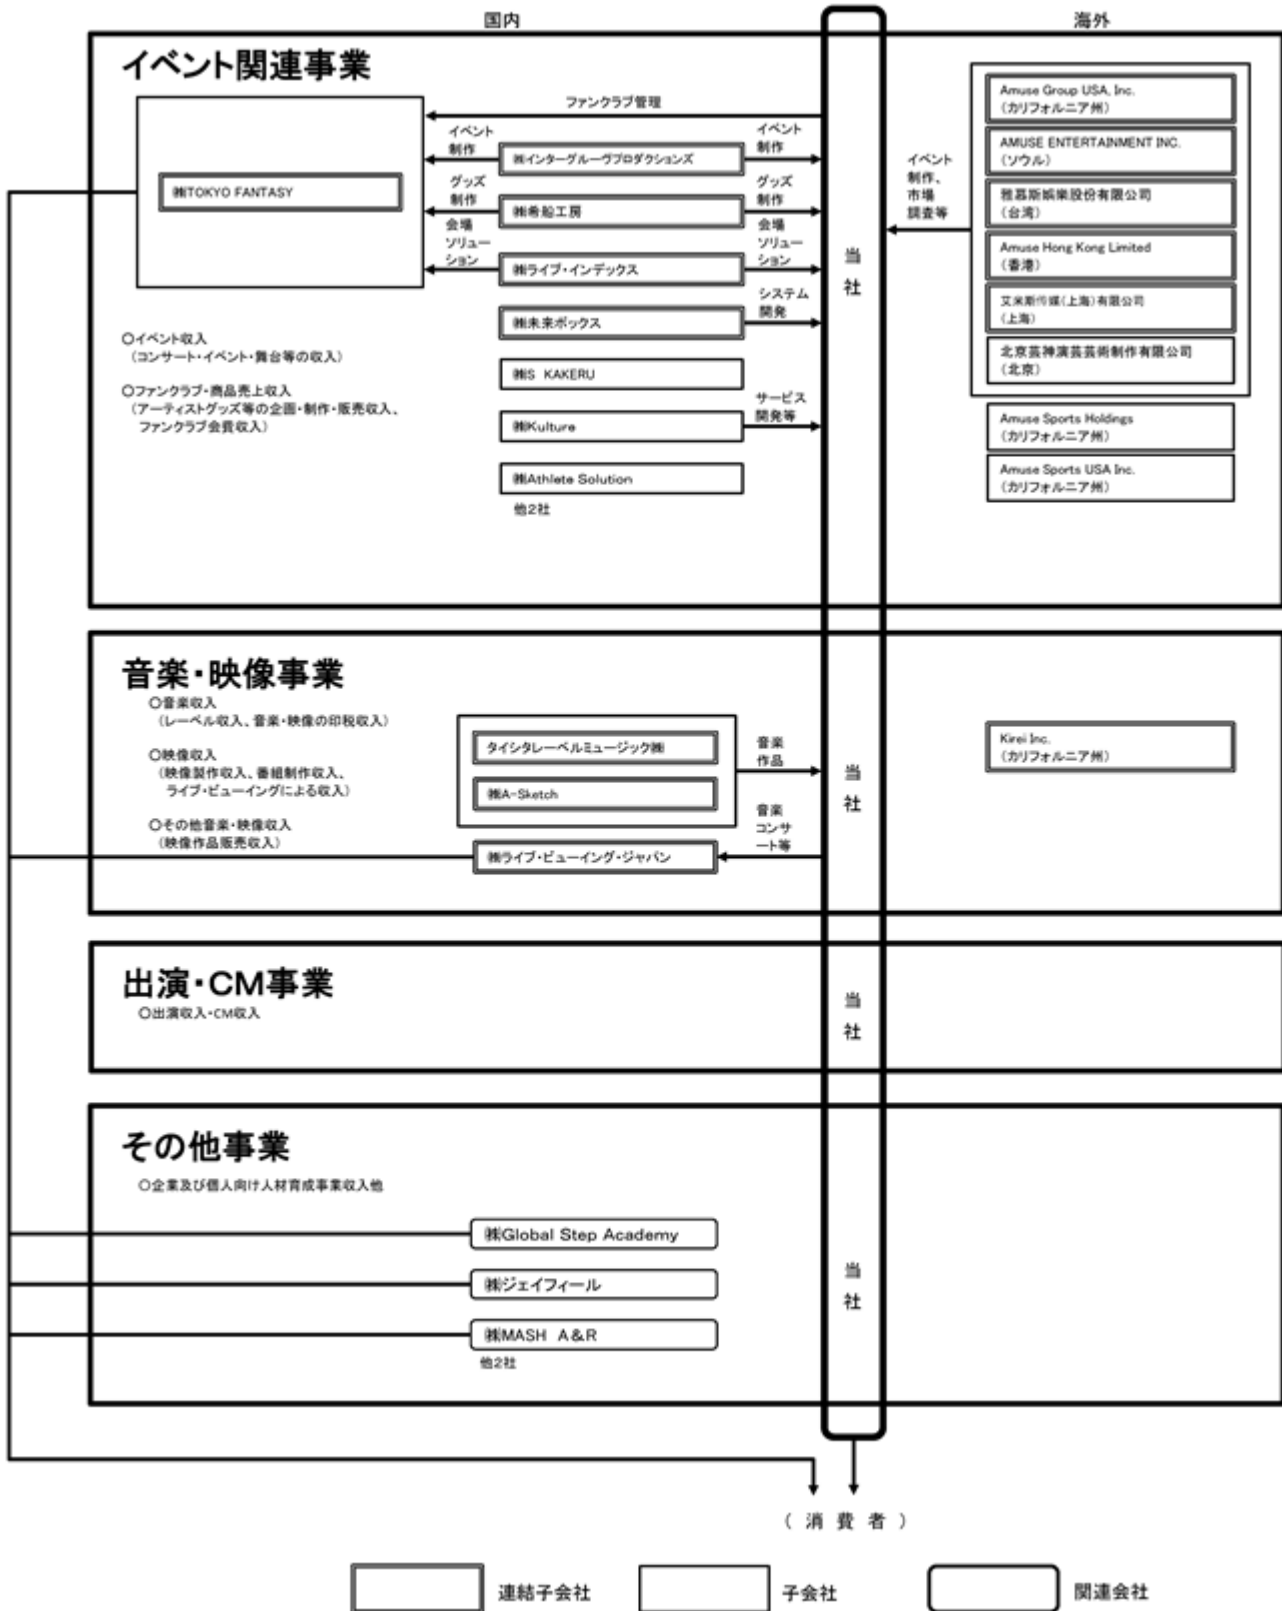 国内
海外
イベント関連事業
ファンクラブ管理
㈱TOKYO FANTASY
イベント
制作
㈱インターグルーヴプロダクションズ
イベント
制作
グッズ
制作
㈱希船工房
グッズ
制作
会場
ソリュー
ション
㈱ライブ・インデックス
会場
ソリュー
ション
㈱未来ボックス
システム
開発
㈱S KAKERU
㈱Kulture
サービス
開発等
㈱Athlete Solution
他2社
○イベント収入
(コンサート・イベント・舞台等の収入)
○ファンクラブ・商品売上収入
(アーティストグッズ等の企画・制作・販売収入、
ファンクラブ会費収入)
当
社
イベント
制作、
市場
調査等
Amuse Group USA, Inc.
(カリフォルニア州)
AMUSE ENTERTAINMENT INC.
(ソウル)
雅慕斯娯樂股份有限公司
(台湾)
Amuse Hong Kong Limited
(香港)
艾米斯传媒(上海)有限公司
(上海)
北京芸神演芸芸術制作有限公司
(北京)
Amuse Sports Holdings
(カリフォルニア州)
Amuse Sports USA Inc.
(カリフォルニア州)
音楽・映像事業
○音楽収入
(レーベル収入、音楽・映像の印税収入)
○映像収入
(映像製作収入、番組制作収入、
ライブ・ビューイングによる収入)
○その他音楽・映像収入
(映像作品販売収入)
タイシタレーベルミュージック㈱
㈱A-Sketch
㈱ライブ・ビューイング・ジャパン
音楽
作品
音楽
コンサ
ート等
当
社
Kirei Inc.
(カリフォルニア州)
出演・CM事業
○出演収入・CM収入
当
社
その他事業
○企業及び個人向け人材育成事業収入他
㈱Global Step Academy
㈱ジェイフィール
㈱MASH A&R
他2社
当
社
(消費者)
連結子会社
子会社
関連会社